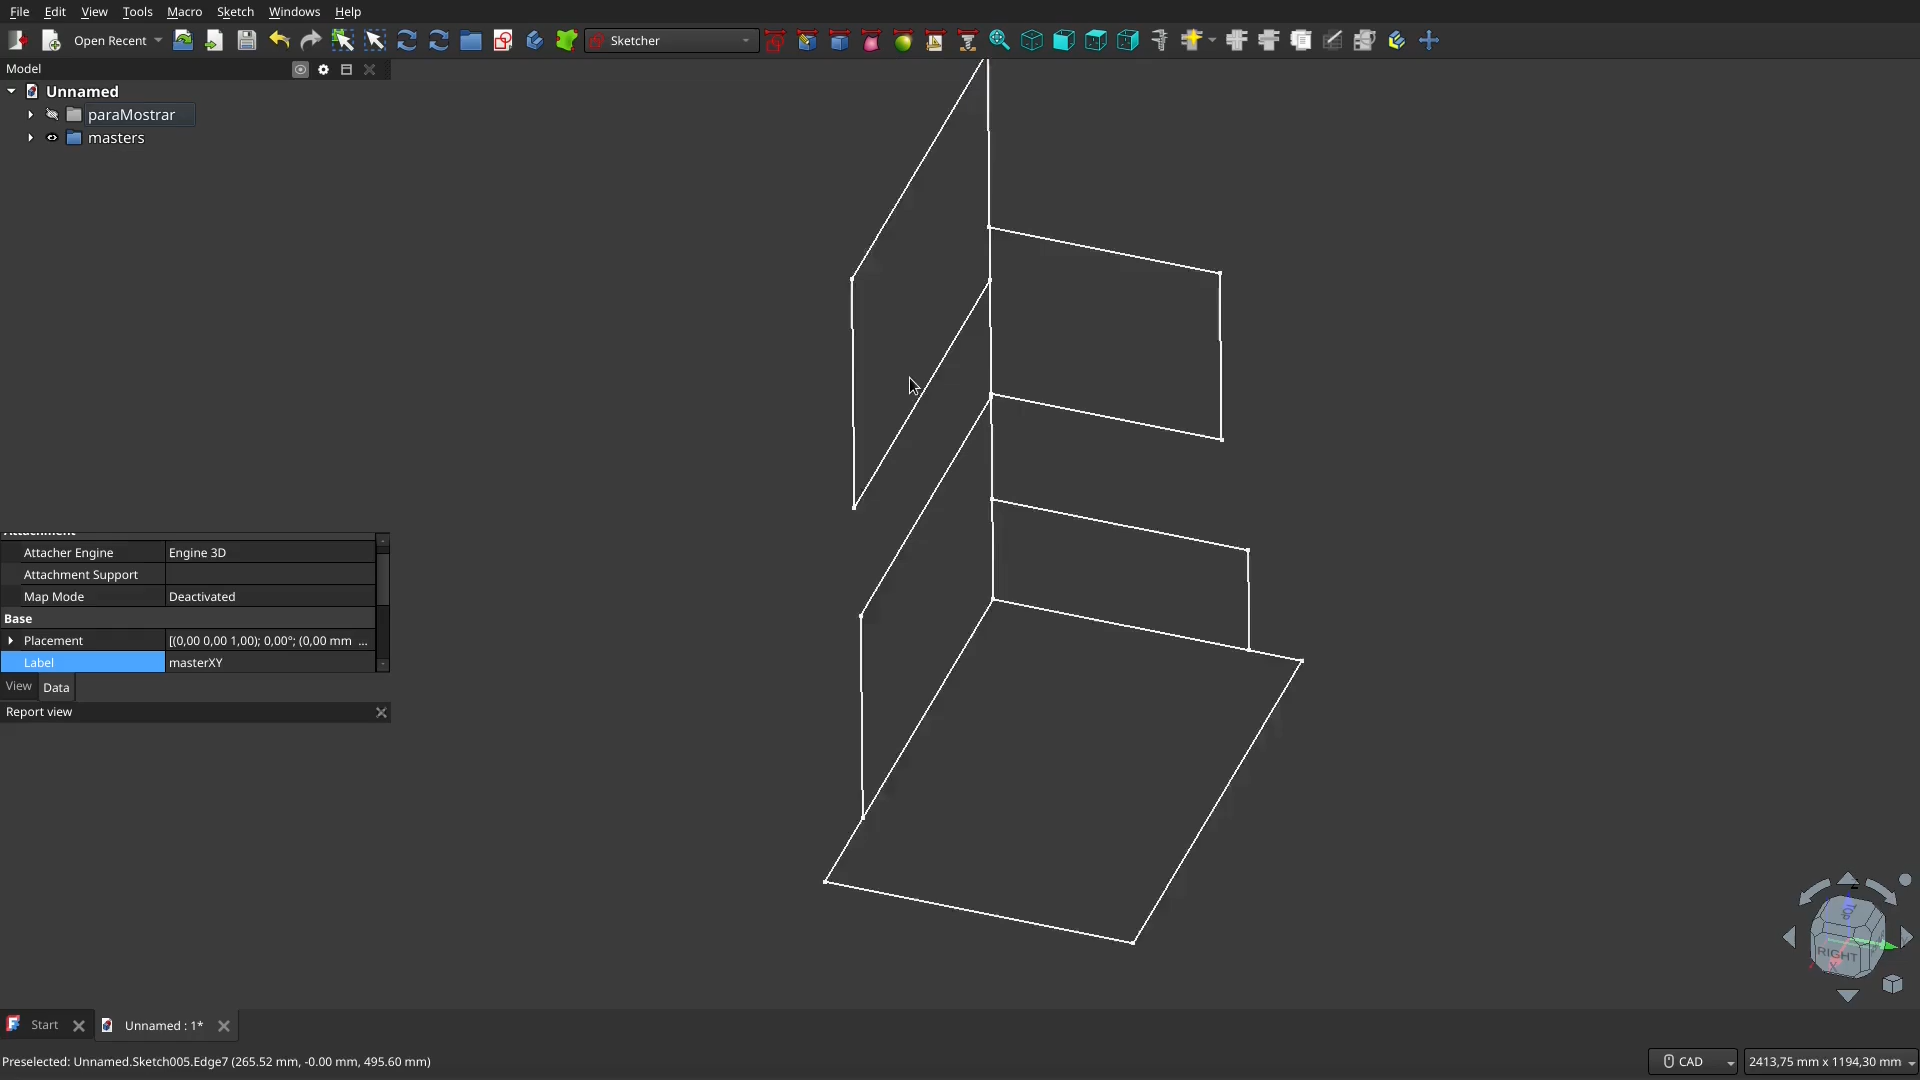 File Edit View Tools Macro Sketch Windows Help
Open Recent Sketcher
Model
Unnamed
paraMostrar
masters
Attachment
Attacher Engine Engine 3D
Attachment Support
Map Mode Deactivated
Base
Placement [(0,00 0,00 1,00); 0,00°; (0,00 mm ...
Label masterXY
View Data
Report view
Z
TOP
RIGHT
X
Start Unnamed : 1*
Preselected: Unnamed.Sketch005.Edge7 (265.52 mm, -0.00 mm, 495.60 mm)
CAD 2413,75 mm x 1194,30 mm